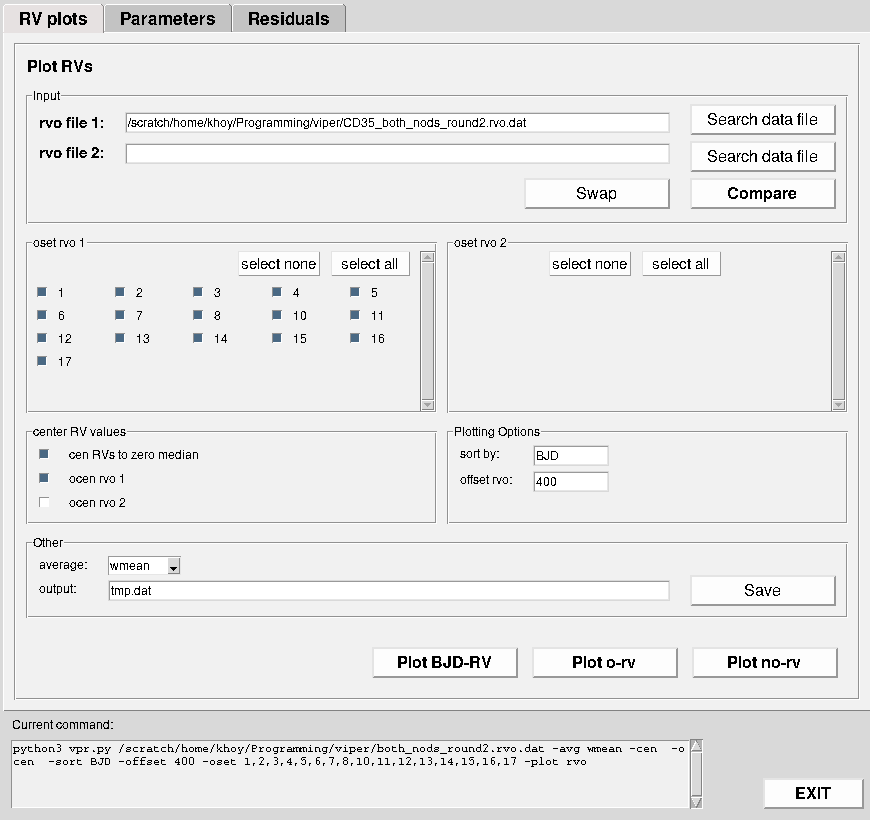 RV plots Parameters Residuals
Plot RVs
Input
rvo file 1: /scratch/home/khoy/Programming/viper/CD35_both_nods_round2.rvo.dat Search data file
rvo file 2: Search data file
Swap Compare
oset rvo 1
select none select all
1 2 3 4 5
6 7 8 10 11
12 13 14 15 16
17
oset rvo 2
select none select all
center RV values
cen RVs to zero median
ocen rvo 1
ocen rvo 2
Plotting Options
sort by: BJD
offset rvo: 400
Other
average: wmean
output: tmp.dat Save
Plot BJD-RV Plot o-rv Plot no-rv
Current command:
python3 vpr.py /scratch/home/khoy/Programming/viper/both_nods_round2.rvo.dat -avg wmean -cen  -o
cen  -sort BJD -offset 400 -oset 1,2,3,4,5,6,7,8,10,11,12,13,14,15,16,17 -plot rvo
EXIT